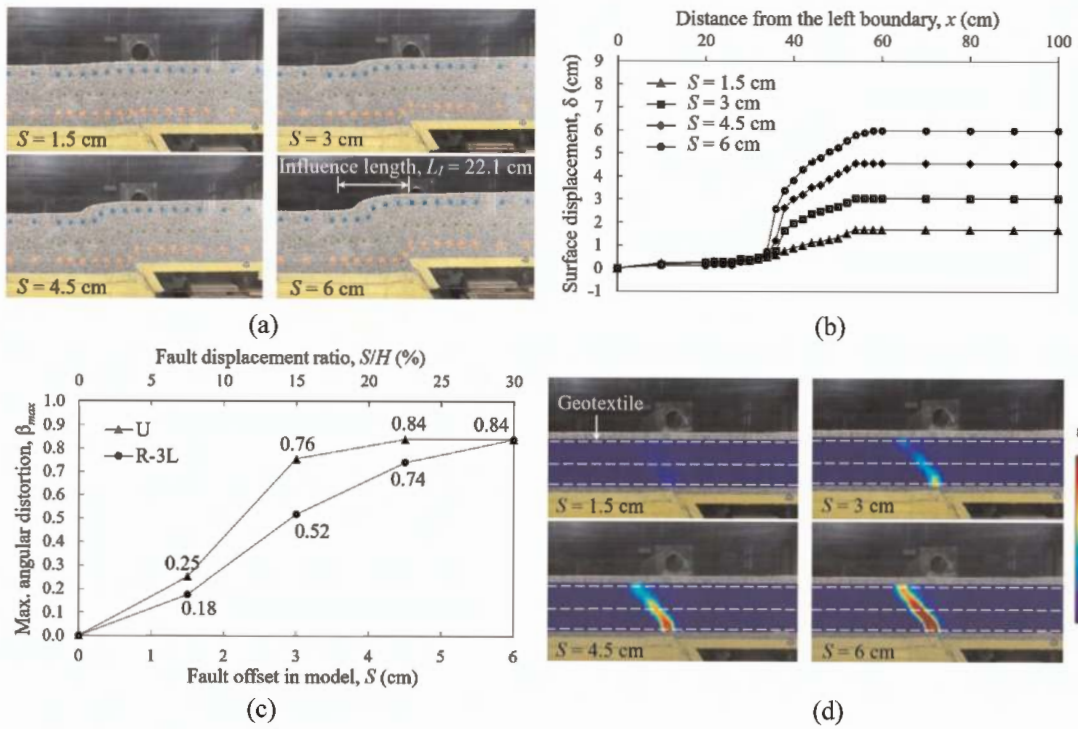 S = 1.5 cm
S = 3 cm
Influence length, L_I = 22.1 cm
S = 4.5 cm
S = 6 cm
(a)
Distance from the left boundary, x (cm)
0 20 40 60 80 100
Surface displacement, δ (cm)
9
8
7
6
5
4
3
2
1
0
-1
S = 1.5 cm
S = 3 cm
S = 4.5 cm
S = 6 cm
(b)
Fault displacement ratio, S/H (%)
0 5 10 15 20 25 30
Max. angular distortion, β_max
1.0
0.9
0.8
0.7
0.6
0.5
0.4
0.3
0.2
0.1
0.0
U
R-3L
0.25
0.18
0.76
0.52
0.84
0.74
0.84
0 1 2 3 4 5 6
Fault offset in model, S (cm)
(c)
Geotextile
S = 1.5 cm
S = 3 cm
S = 4.5 cm
S = 6 cm
(d)